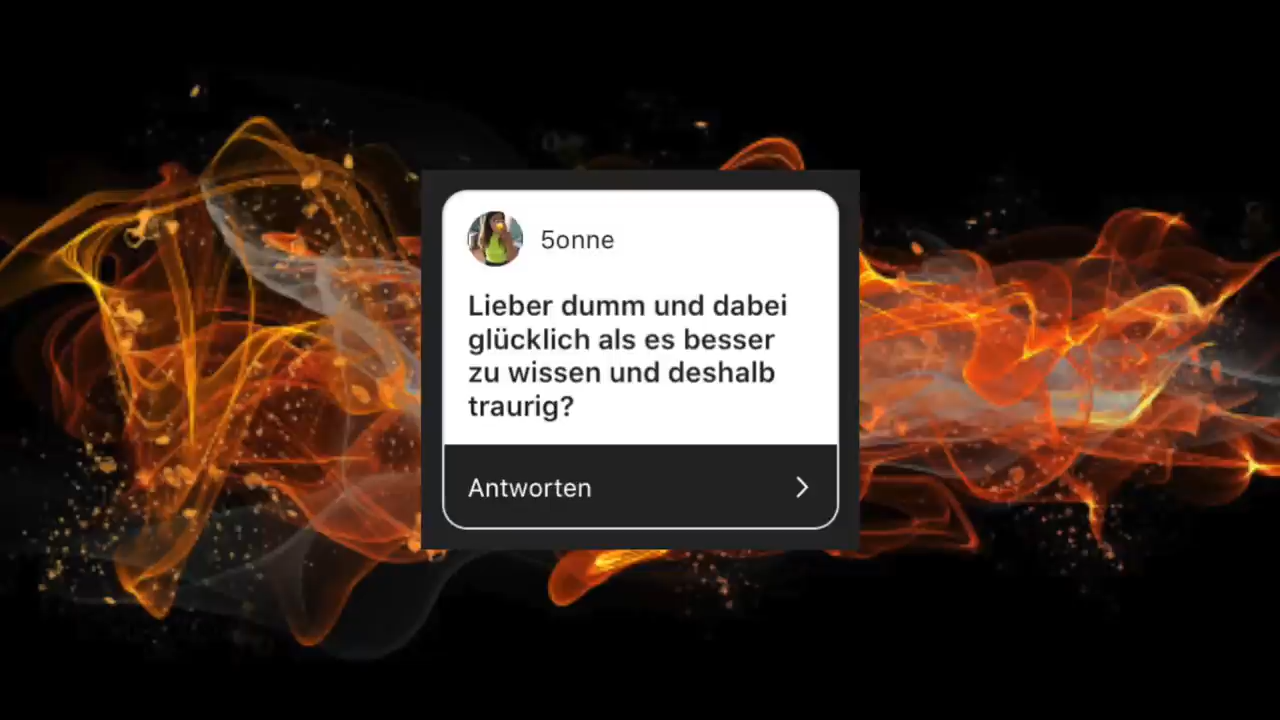 5onne
Lieber dumm und dabei
glücklich als es besser
zu wissen und deshalb
traurig?
Antworten